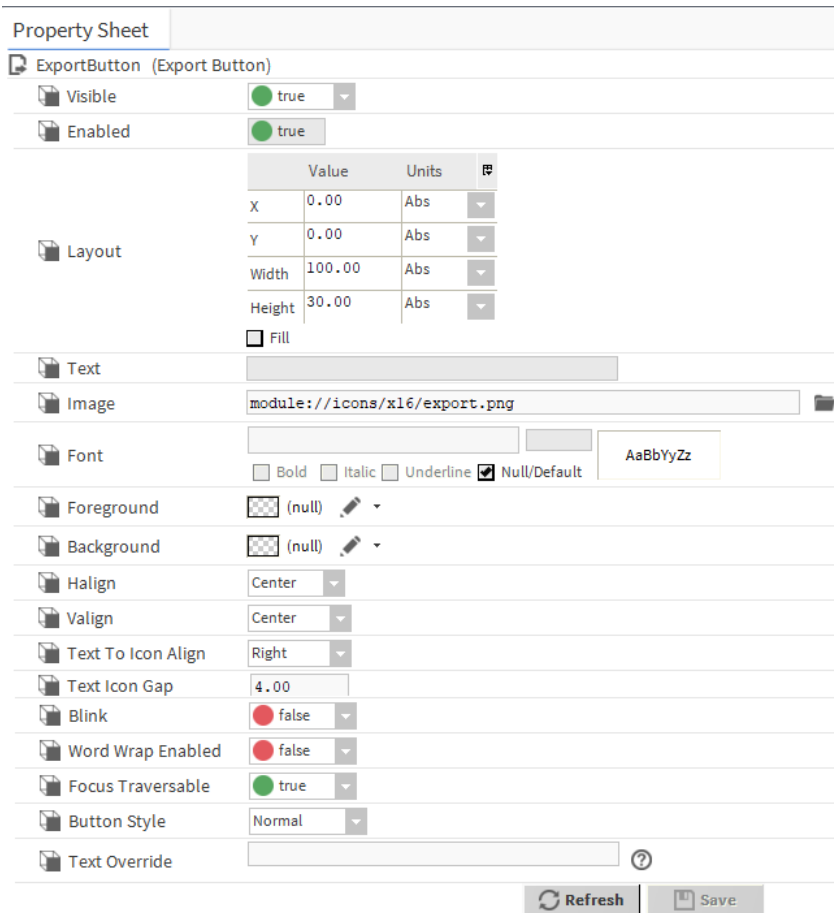 Property Sheet
ExportButton (Export Button)
Visible true
Enabled true
Value Units
X 0.00 Abs
Y 0.00 Abs
Layout
Width 100.00 Abs
Height 30.00 Abs
Fill
Text
Image module://icons/x16/export.png
Font AaBbYyZz
Bold Italic Underline Null/Default
Foreground (null)
Background (null)
Halign Center
Valign Center
Text To Icon Align Right
Text Icon Gap 4.00
Blink false
Word Wrap Enabled false
Focus Traversable true
Button Style Normal
Text Override ?
Refresh Save